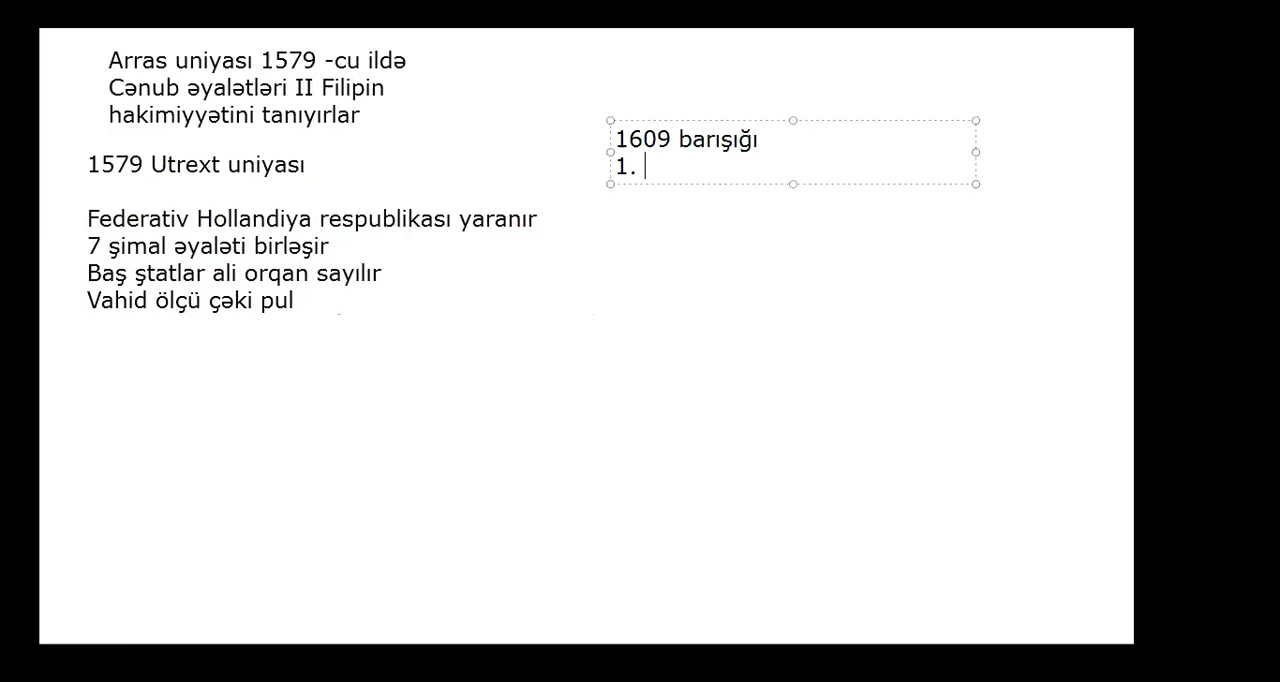 Arras uniyası 1579 -cu ildə
Cənub əyalətləri II Filipin
hakimiyyətini tanıyırlar
1579 Utrext uniyası
Federativ Hollandiya respublikası yaranır
7 şimal əyaləti birləşir
Baş ştatlar ali orqan sayılır
Vahid ölçü çəki pul
1609 barışığı
1.